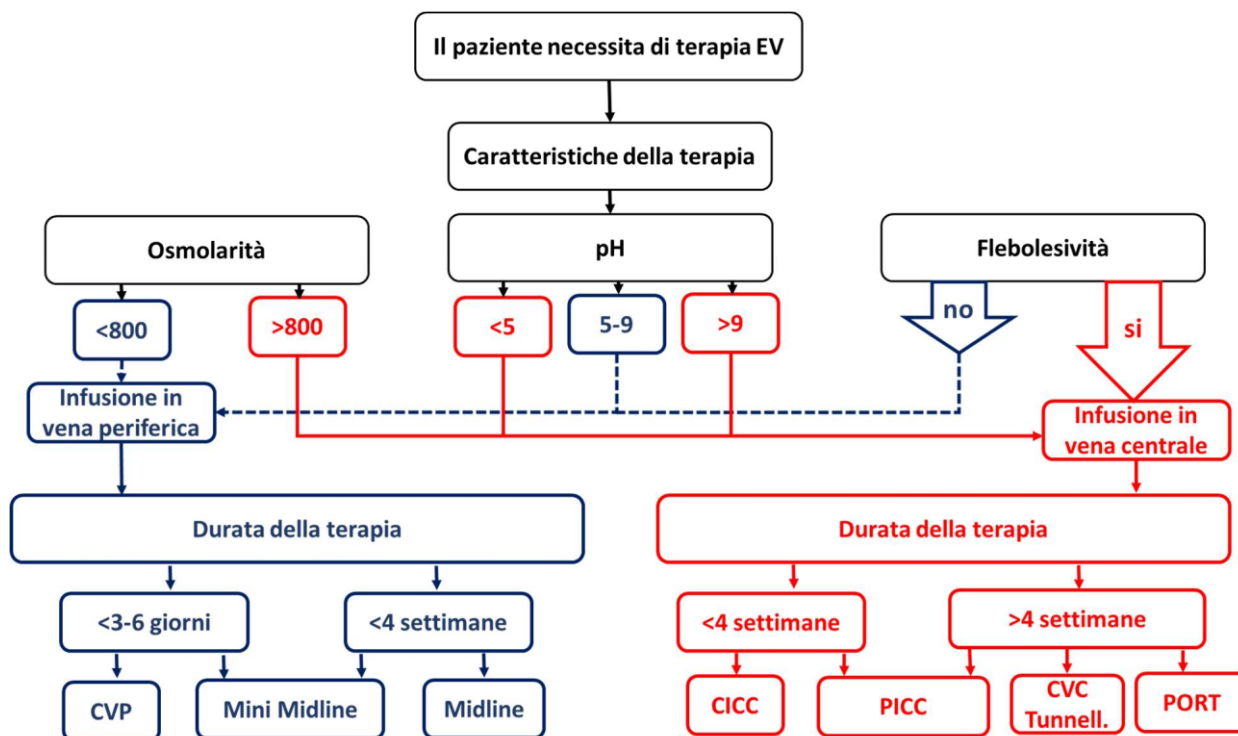 Il paziente necessita di terapia EV
Caratteristiche della terapia
Osmolarità
pH
Flebolesività
<800
>800
<5
5-9
>9
no
si
Infusione in
vena periferica
Infusione in
vena centrale
Durata della terapia
Durata della terapia
<3-6 giorni
<4 settimane
<4 settimane
>4 settimane
CVP
Mini Midline
Midline
CICC
PICC
CVC
Tunnell.
PORT